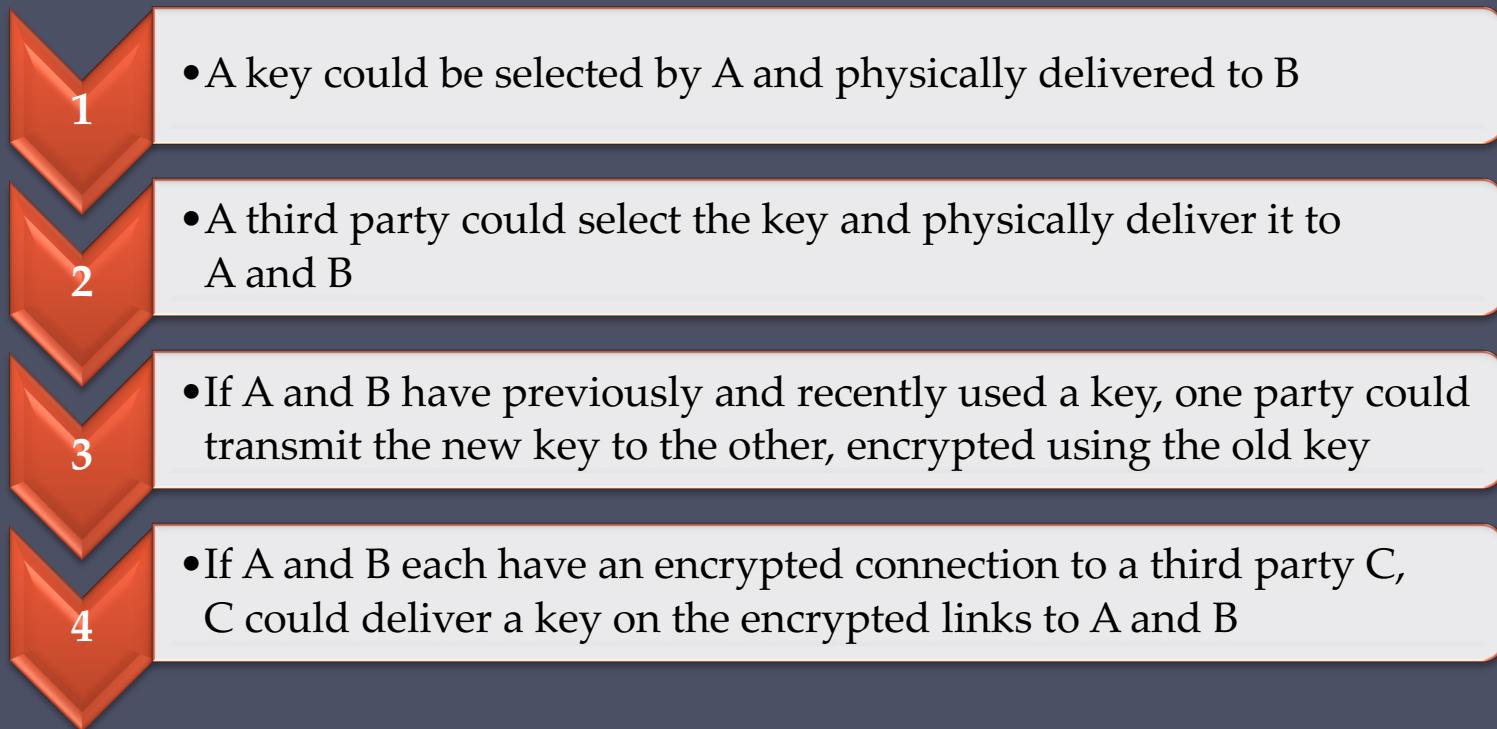 1
•A key could be selected by A and physically delivered to B
2
•A third party could select the key and physically deliver it to
A and B
3
•If A and B have previously and recently used a key, one party could
transmit the new key to the other, encrypted using the old key
4
•If A and B each have an encrypted connection to a third party C,
C could deliver a key on the encrypted links to A and B